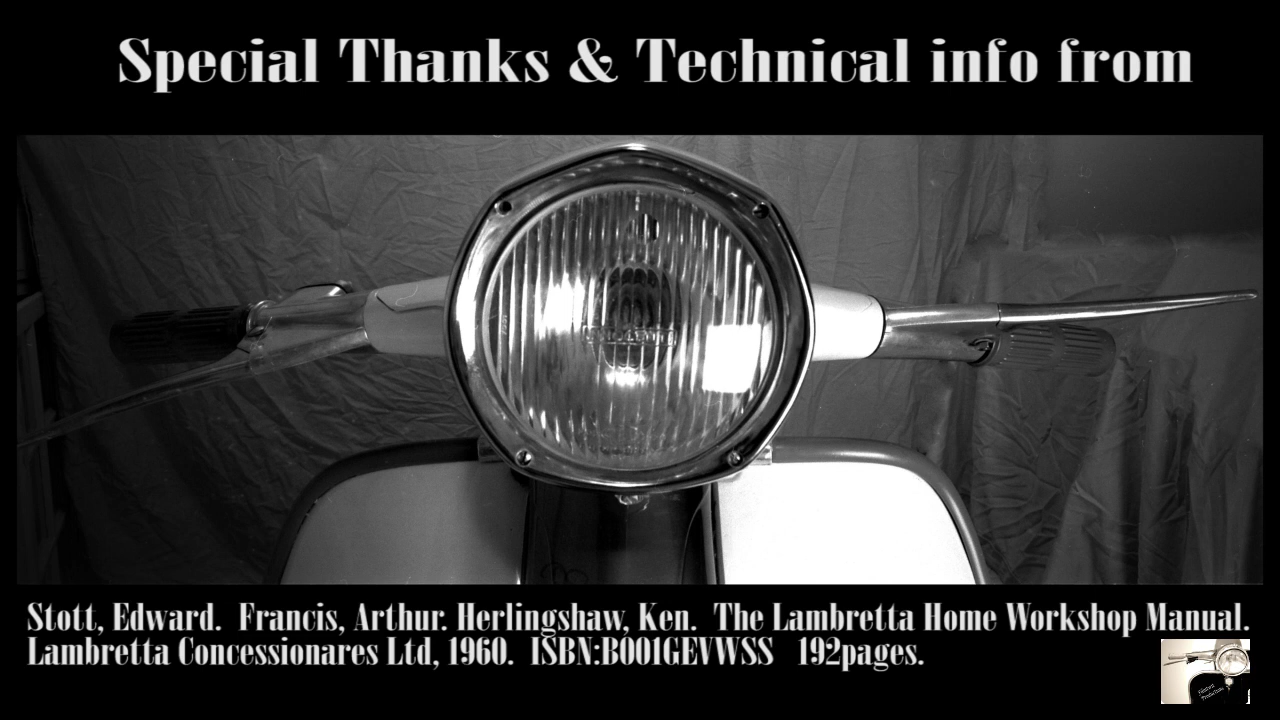 Special Thanks & Technical info from
Stott, Edward.  Francis, Arthur. Herlingshaw, Ken.  The Lambretta Home Workshop Manual.
Lambretta Concessionares Ltd, 1960.  ISBN:B001GEVWSS   192pages.